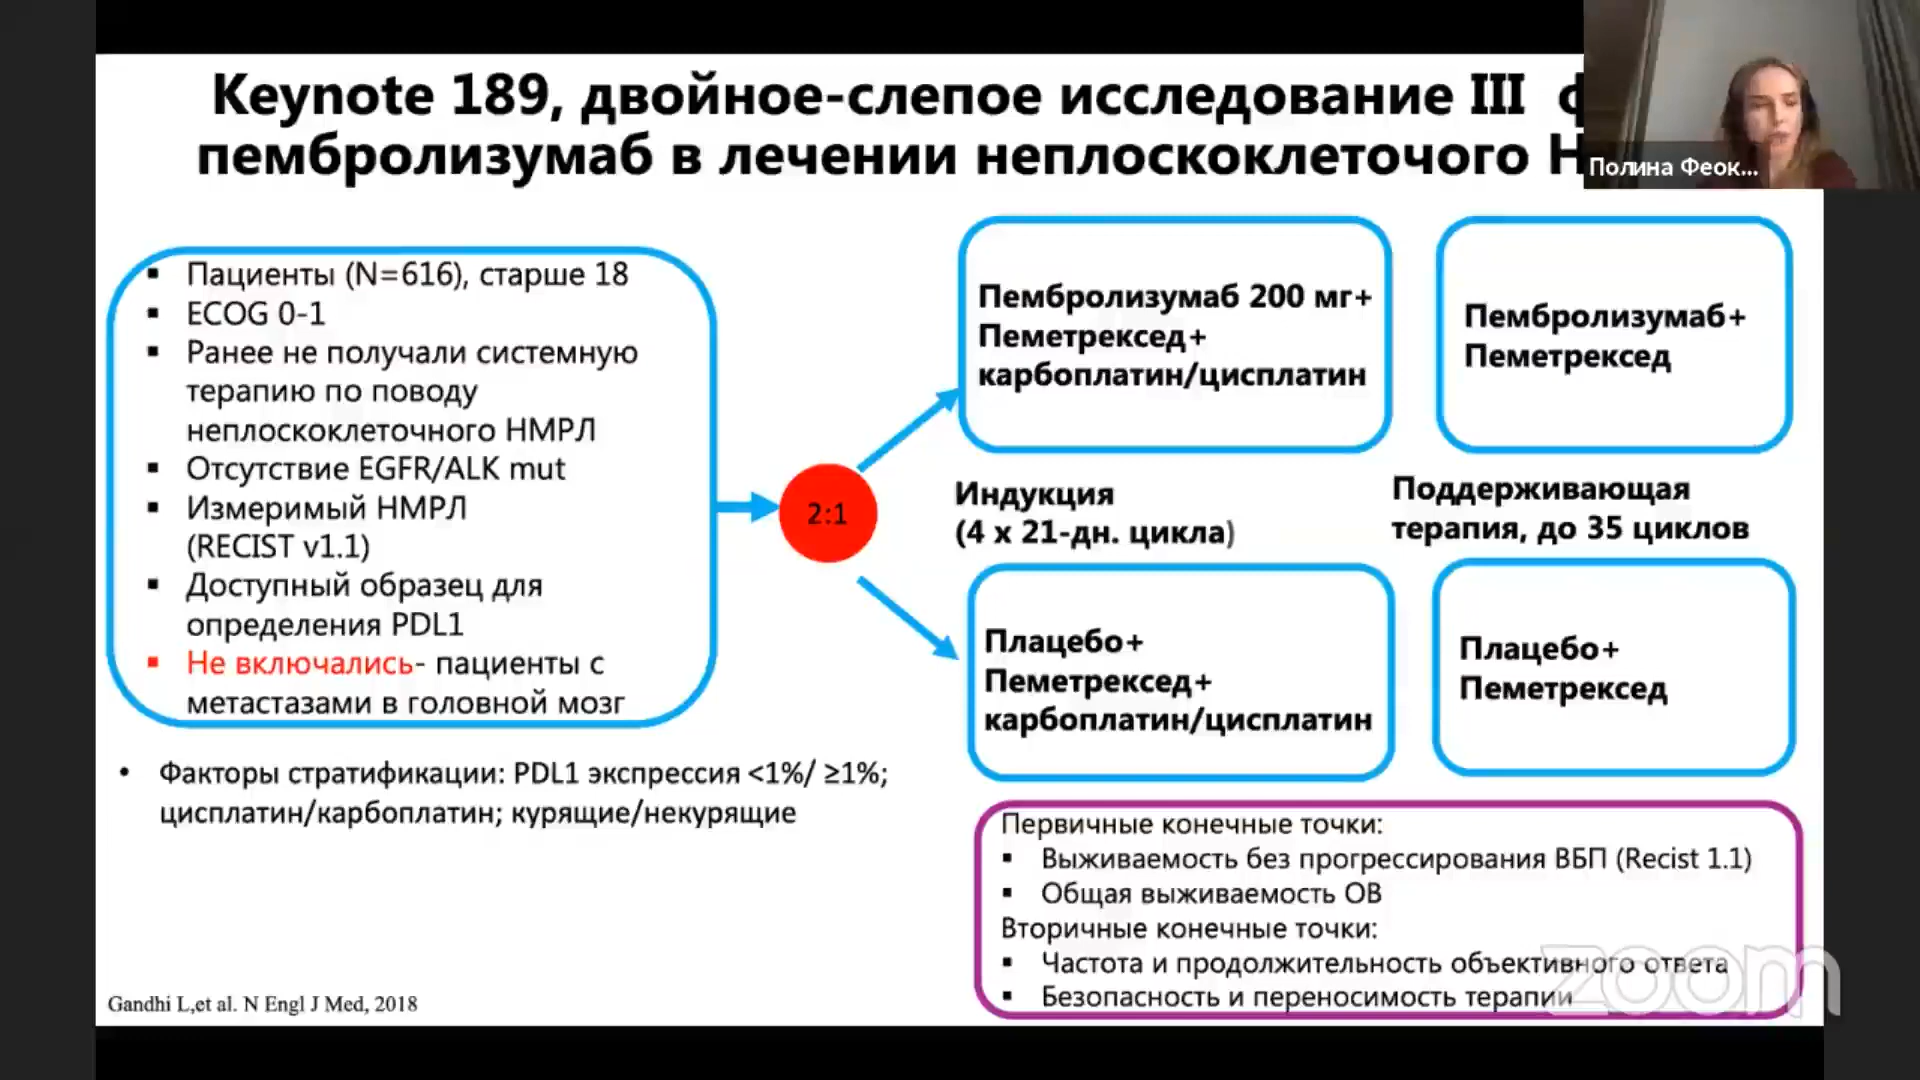 Keynote 189, двойное-слепое исследование III ф
пембролизумаб в лечении неплоскоклеточого Н
Полина Феок...
▪ Пациенты (N=616), старше 18
▪ ECOG 0-1
▪ Ранее не получали системную
терапию по поводу
неплоскоклеточного НМРЛ
▪ Отсутствие EGFR/ALK mut
▪ Измеримый НМРЛ
(RECIST v1.1)
▪ Доступный образец для
определения PDL1
▪ Не включались- пациенты с
метастазами в головной мозг
• Факторы стратификации: PDL1 экспрессия <1%/ ≥1%;
цисплатин/карбоплатин; курящие/некурящие
2:1
Пембролизумаб 200 мг+
Пеметрексед+
карбоплатин/цисплатин
Пембролизумаб+
Пеметрексед
Индукция
(4 х 21-дн. цикла)
Поддерживающая
терапия, до 35 циклов
Плацебо+
Пеметрексед+
карбоплатин/цисплатин
Плацебо+
Пеметрексед
Первичные конечные точки:
▪ Выживаемость без прогрессирования ВБП (Recist 1.1)
▪ Общая выживаемость ОВ
Вторичные конечные точки:
▪ Частота и продолжительность объективного ответа
▪ Безопасность и переносимость терапии
Gandhi L,et al. N Engl J Med, 2018
zoom